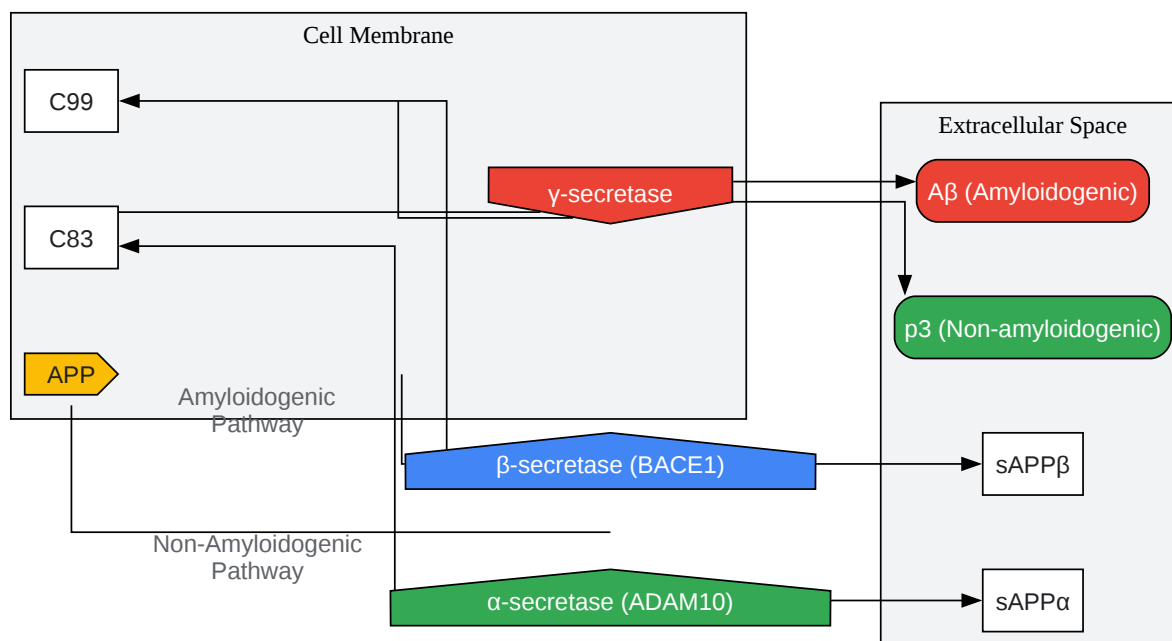 Cell Membrane
C99
Extracellular Space
γ-secretase
Aβ (Amyloidogenic)
C83
p3 (Non-amyloidogenic)
APP
Amyloidogenic
Pathway
β-secretase (BACE1)
sAPPβ
Non-Amyloidogenic
Pathway
α-secretase (ADAM10)
sAPPα